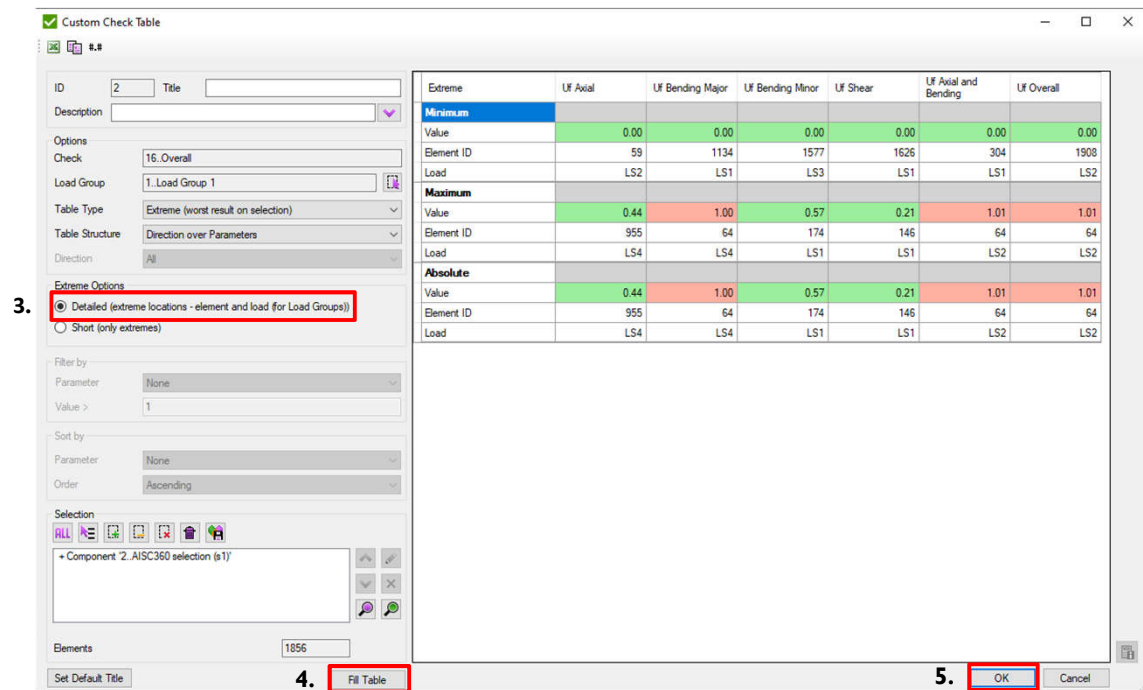 Custom Check Table
#.#
ID 2 Title
Description
Options
Check 16..Overall
Load Group 1..Load Group 1
Table Type Extreme (worst result on selection)
Table Structure Direction over Parameters
Direction All
Extreme Options
3. Detailed (extreme locations - element and load (for Load Groups))
Short (only extremes)
Filter by
Parameter None
Value > 1
Sort by
Parameter None
Order Ascending
Selection
ALL
+ Component '2..AISC360 selection (s1)'
Elements 1856
Set Default Title 4. Fill Table
Extreme Uf Axial Uf Bending Major Uf Bending Minor Uf Shear Uf Axial and Bending Uf Overall
Minimum
Value 0.00 0.00 0.00 0.00 0.00 0.00
Element ID 59 1134 1577 1626 304 1908
Load LS2 LS1 LS3 LS1 LS1 LS2
Maximum
Value 0.44 1.00 0.57 0.21 1.01 1.01
Element ID 955 64 174 146 64 64
Load LS4 LS4 LS1 LS1 LS2 LS2
Absolute
Value 0.44 1.00 0.57 0.21 1.01 1.01
Element ID 955 64 174 146 64 64
Load LS4 LS4 LS1 LS1 LS2 LS2
5. OK Cancel